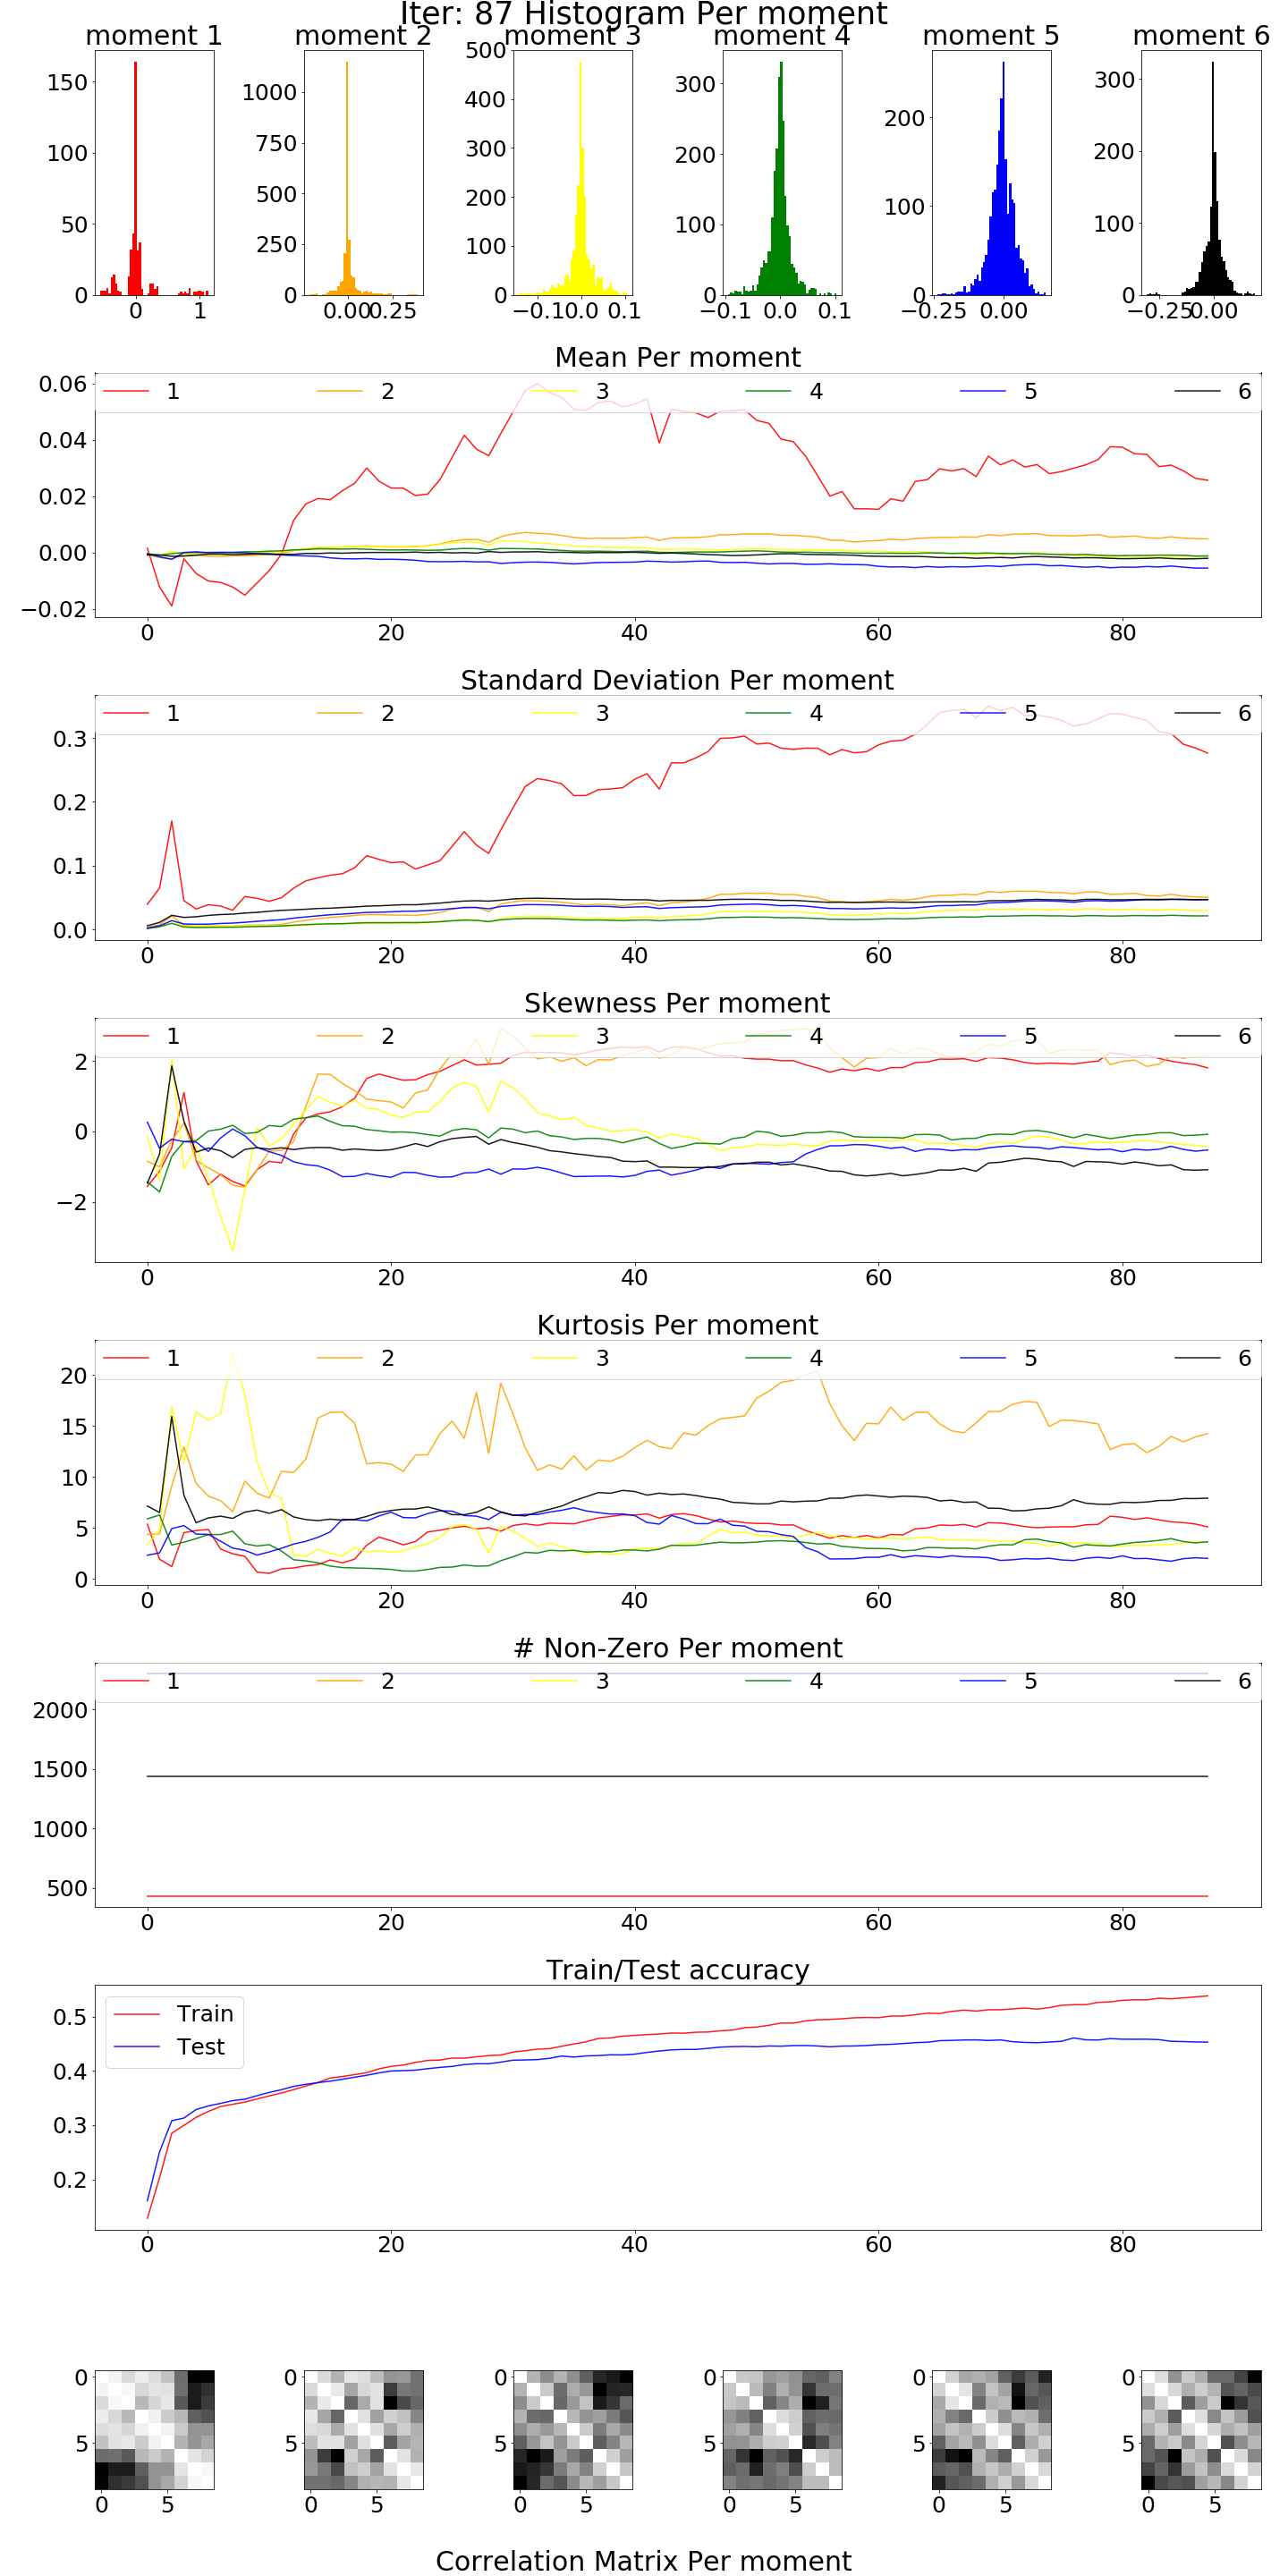 Iter: 87 Histogram Per moment
moment 1 moment 2 moment 3 moment 4 moment 5 moment 6
150 100 50 0
0 1
1000 750 500 250 0
0.00 0.25
500 400 300 200 100 0
−0.1 0.0 0.1
300 200 100 0
−0.1 0.0 0.1
200 100 0
−0.25 0.00
300 200 100 0
−0.25 0.00
Mean Per moment
1 2 3 4 5 6
0.06
0.04
0.02
0.00
−0.02
0 20 40 60 80
Standard Deviation Per moment
1 2 3 4 5 6
0.3
0.2
0.1
0.0
0 20 40 60 80
Skewness Per moment
1 2 3 4 5 6
2
0
−2
0 20 40 60 80
Kurtosis Per moment
1 2 3 4 5 6
20
15
10
5
0
0 20 40 60 80
# Non-Zero Per moment
1 2 3 4 5 6
2000
1500
1000
500
0 20 40 60 80
Train/Test accuracy
Train
Test
0.5
0.4
0.3
0.2
0 20 40 60 80
0 0 0 0 0 0
5 5 5 5 5 5
0 5 0 5 0 5 0 5 0 5 0 5
Correlation Matrix Per moment